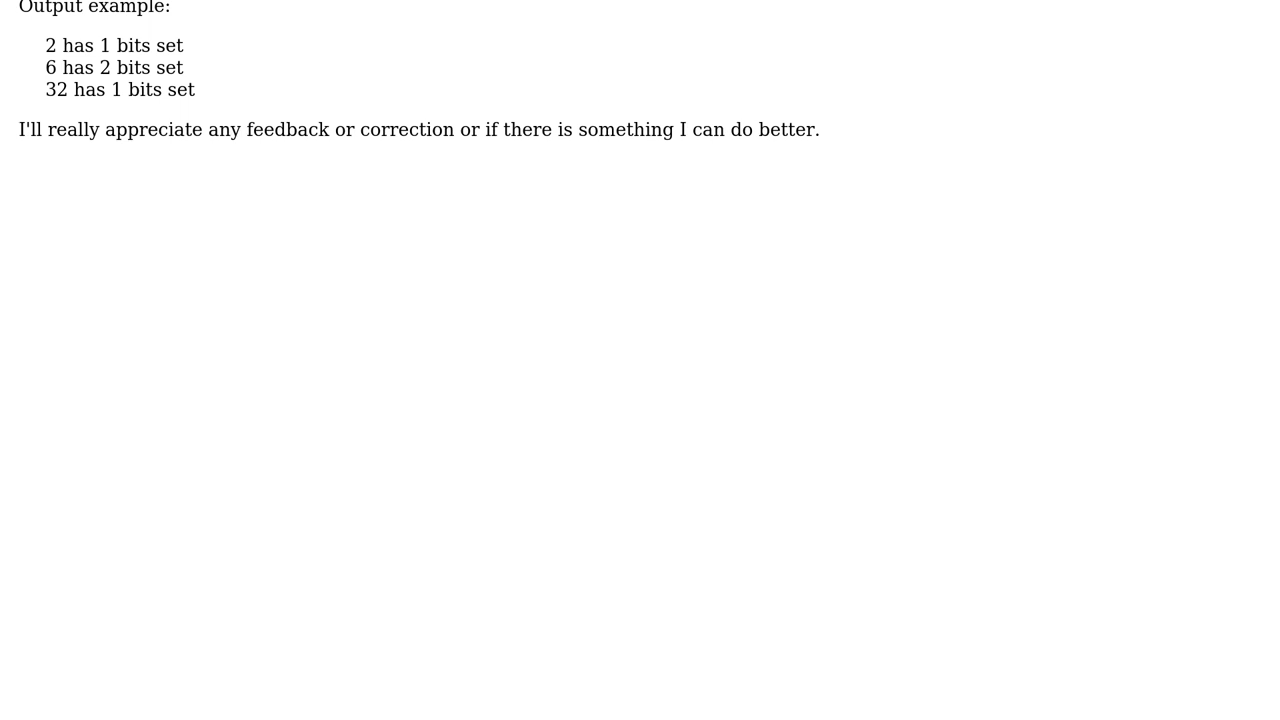 Output example:
2 has 1 bits set
6 has 2 bits set
32 has 1 bits set
I'll really appreciate any feedback or correction or if there is something I can do better.